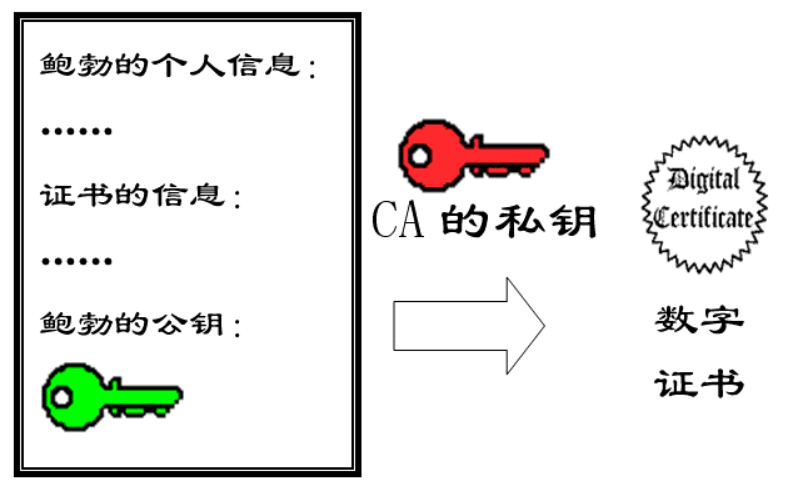 鲍勃的个人信息：
……
证书的信息：
……
鲍勃的公钥：
CA 的私钥
Digital
Certificate
数字
证书